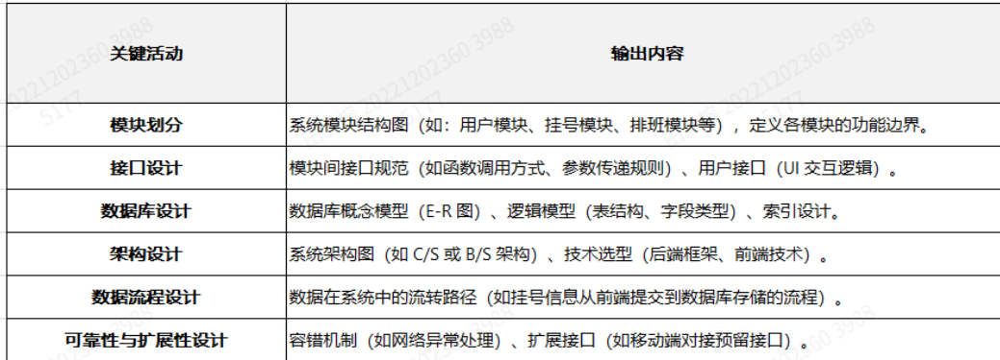 关键活动 输出内容
模块划分 系统模块结构图（如：用户模块、挂号模块、排班模块等），定义各模块的功能边界。
接口设计 模块间接口规范（如函数调用方式、参数传递规则）、用户接口（UI 交互逻辑）。
数据库设计 数据库概念模型（E-R 图）、逻辑模型（表结构、字段类型）、索引设计。
架构设计 系统架构图（如 C/S 或 B/S 架构）、技术选型（后端框架、前端技术）。
数据流程设计 数据在系统中的流转路径（如挂号信息从前端提交到数据库存储的流程）。
可靠性与扩展性设计 容错机制（如网络异常处理）、扩展接口（如移动端对接预留接口）。